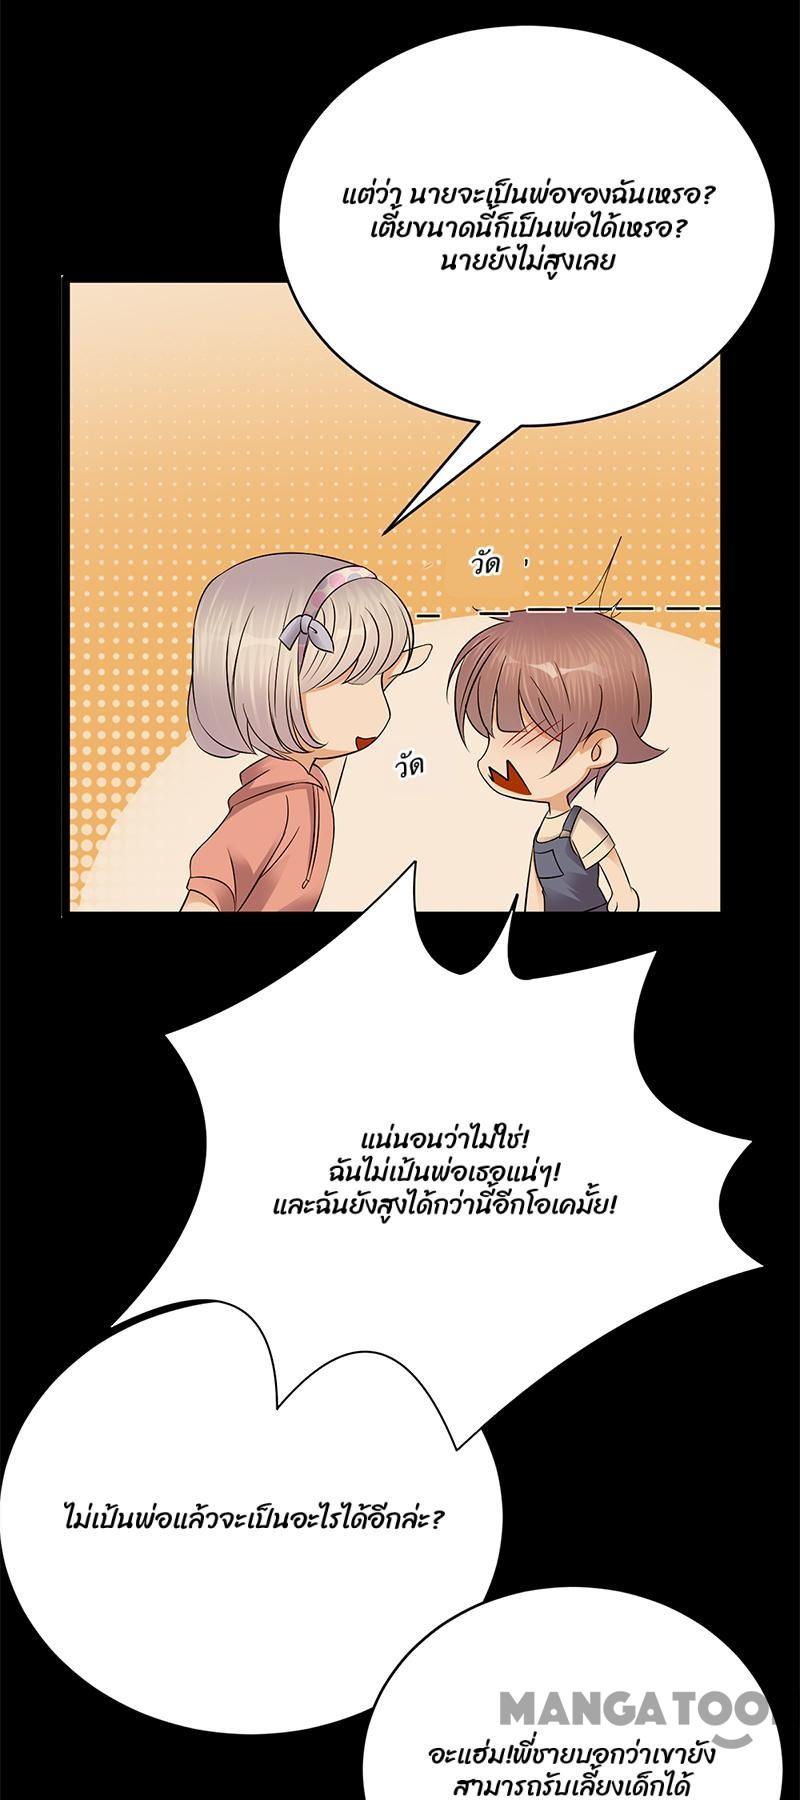 แต่ว่า นายจะเป็นพ่อของฉันเหรอ?
เตี้ยขนาดนี้ก็เป็นพ่อได้เหรอ?
นายยังไม่สูงเลย
วัด
วัด
แน่นอนว่าไม่ใช่!
ฉันไม่เป้นพ่อเธอแน่ๆ!
และฉันยังสูงได้กว่านี้อีกโอเคมั้ย!
ไม่เป้นพ่อแล้วจะเป็นอะไรได้อีกล่ะ?
MANGATOON
อะแฮ่ม!พี่ชายบอกว่าเขายัง
สามารถรับเลี้ยงเด็กได้